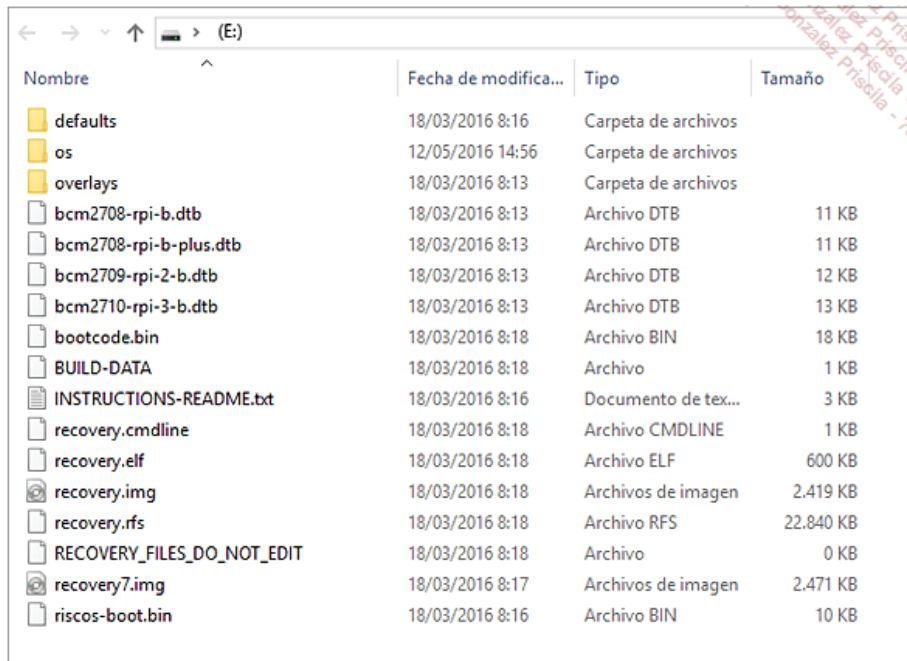 (E:)
Nombre Fecha de modifica... Tipo Tamaño
defaults 18/03/2016 8:16 Carpeta de archivos
os 12/05/2016 14:56 Carpeta de archivos
overlays 18/03/2016 8:13 Carpeta de archivos
bcm2708-rpi-b.dtb 18/03/2016 8:13 Archivo DTB 11 KB
bcm2708-rpi-b-plus.dtb 18/03/2016 8:13 Archivo DTB 11 KB
bcm2709-rpi-2-b.dtb 18/03/2016 8:13 Archivo DTB 12 KB
bcm2710-rpi-3-b.dtb 18/03/2016 8:13 Archivo DTB 13 KB
bootcode.bin 18/03/2016 8:18 Archivo BIN 18 KB
BUILD-DATA 18/03/2016 8:18 Archivo 1 KB
INSTRUCTIONS-README.txt 18/03/2016 8:16 Documento de tex... 3 KB
recovery.cmdline 18/03/2016 8:18 Archivo CMDLINE 1 KB
recovery.elf 18/03/2016 8:18 Archivo ELF 600 KB
recovery.img 18/03/2016 8:18 Archivos de imagen 2.419 KB
recovery.rfs 18/03/2016 8:18 Archivo RFS 22.840 KB
RECOVERY_FILES_DO_NOT_EDIT 18/03/2016 8:18 Archivo 0 KB
recovery7.img 18/03/2016 8:17 Archivos de imagen 2.471 KB
riscos-boot.bin 18/03/2016 8:16 Archivo BIN 10 KB